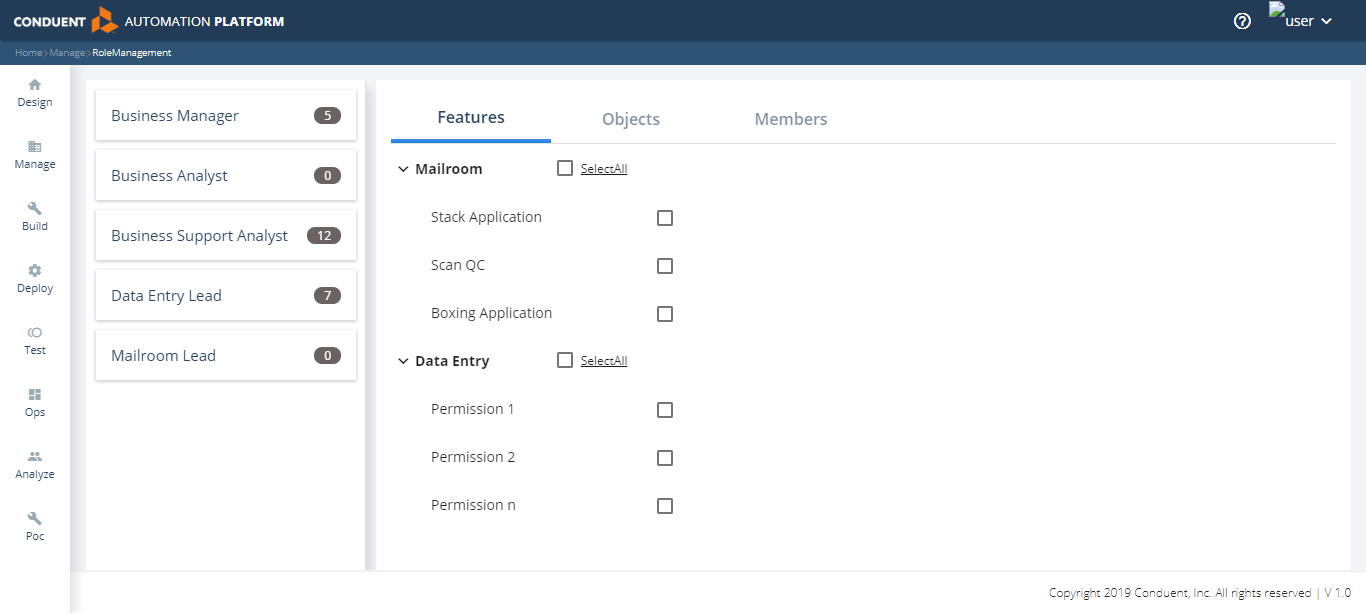 CONDUENT AUTOMATION PLATFORM
user
Home>Manage>RoleManagement
Design
Manage
Build
Deploy
Test
Ops
Analyze
Poc
Business Manager 5
Business Analyst 0
Business Support Analyst 12
Data Entry Lead 7
Mailroom Lead 0
Features Objects Members
Mailroom SelectAll
Stack Application
Scan QC
Boxing Application
Data Entry SelectAll
Permission 1
Permission 2
Permission n
Copyright 2019 Conduent, Inc. All rights reserved | V 1.0